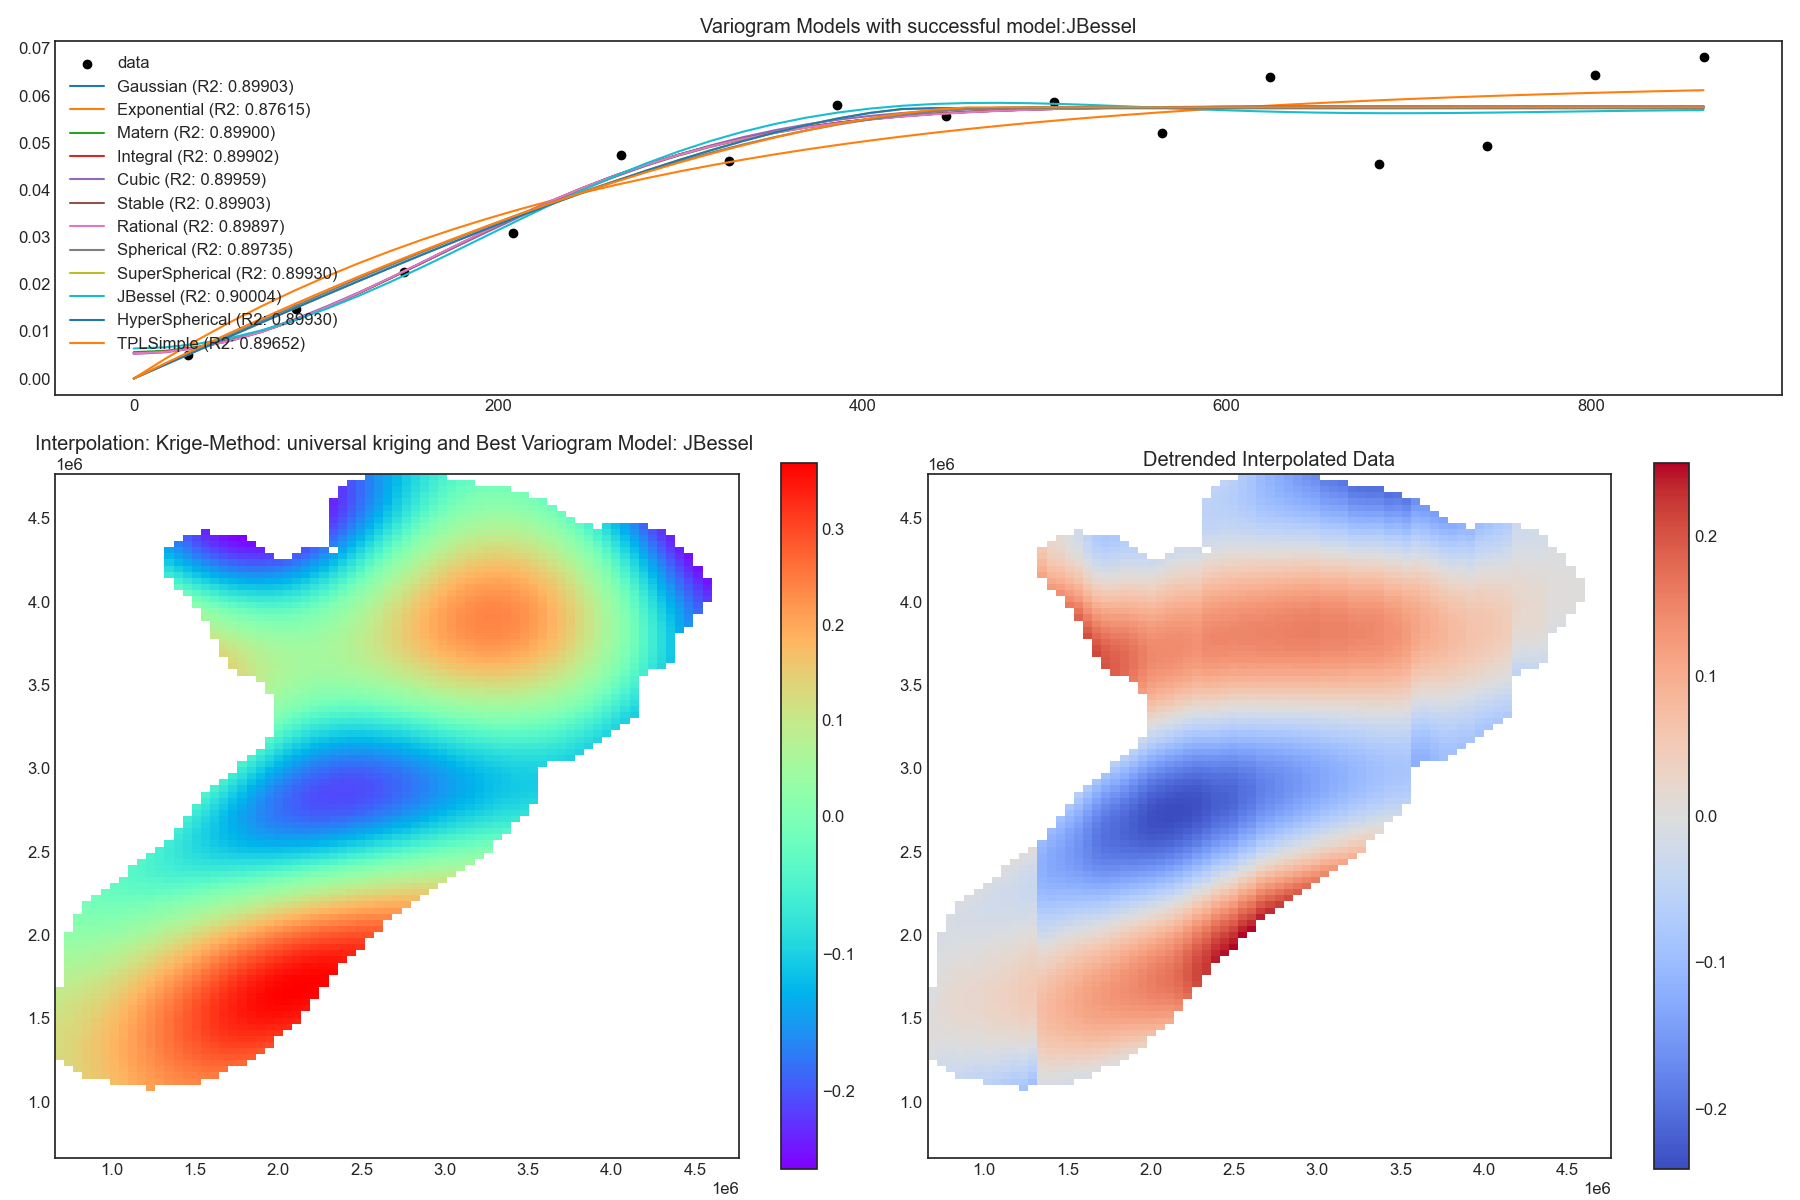 Variogram Models with successful model:JBessel
0.07
0.06
0.05
0.04
0.03
0.02
0.01
0.00
data
Gaussian (R2: 0.89903)
Exponential (R2: 0.87615)
Matern (R2: 0.89900)
Integral (R2: 0.89902)
Cubic (R2: 0.89959)
Stable (R2: 0.89903)
Rational (R2: 0.89897)
Spherical (R2: 0.89735)
SuperSpherical (R2: 0.89930)
JBessel (R2: 0.90004)
HyperSpherical (R2: 0.89930)
TPLSimple (R2: 0.89652)
0 200 400 600 800
Interpolation: Krige-Method: universal kriging and Best Variogram Model: JBessel
1e6
4.5
4.0
3.5
3.0
2.5
2.0
1.5
1.0
1.0 1.5 2.0 2.5 3.0 3.5 4.0 4.5
1e6
0.3
0.2
0.1
0.0
−0.1
−0.2
Detrended Interpolated Data
1e6
4.5
4.0
3.5
3.0
2.5
2.0
1.5
1.0
1.0 1.5 2.0 2.5 3.0 3.5 4.0 4.5
1e6
0.2
0.1
0.0
−0.1
−0.2